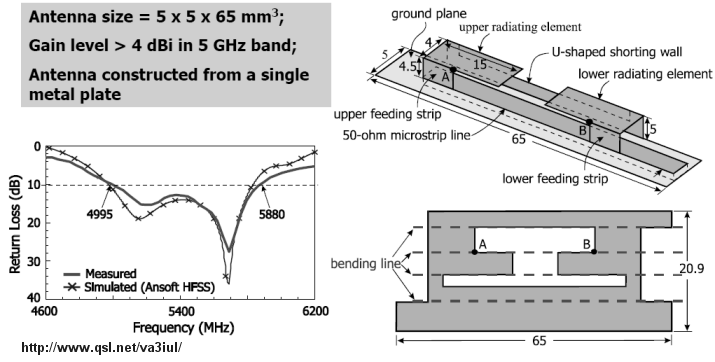 Antenna size = 5 x 5 x 65 mm³;
Gain level > 4 dBi in 5 GHz band;
Antenna constructed from a single
metal plate
ground plane
upper radiating element
U-shaped shorting wall
lower radiating element
5
4
15
4.5
A
B
5
upper feeding strip
50-ohm microstrip line
65
lower feeding strip
Return Loss (dB)
0
10
20
30
40
4995
5880
Measured
Simulated (Ansoft HFSS)
4600
5400
6200
Frequency (MHz)
bending line
A
B
20.9
65
http://www.qsl.net/va3iul/